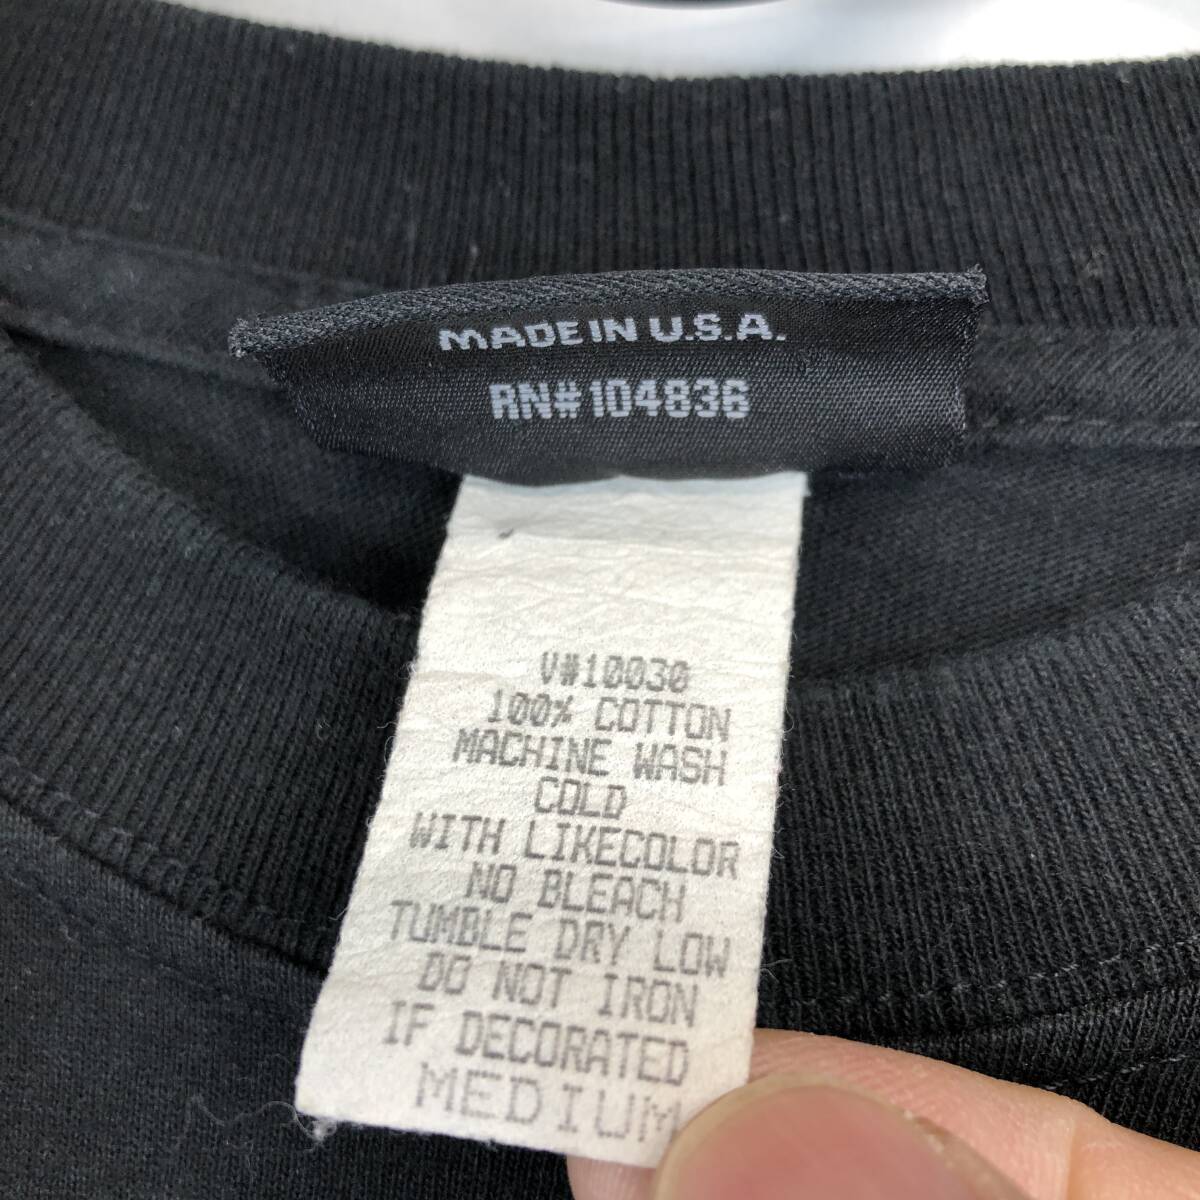 MADE IN U.S.A.
RN# 104836
V#10030
100% COTTON
MACHINE WASH
COLD
WITH LIKECOLOR
NO BLEACH
TUMBLE DRY LOW
DO NOT IRON
IF DECORATED
MEDIUM